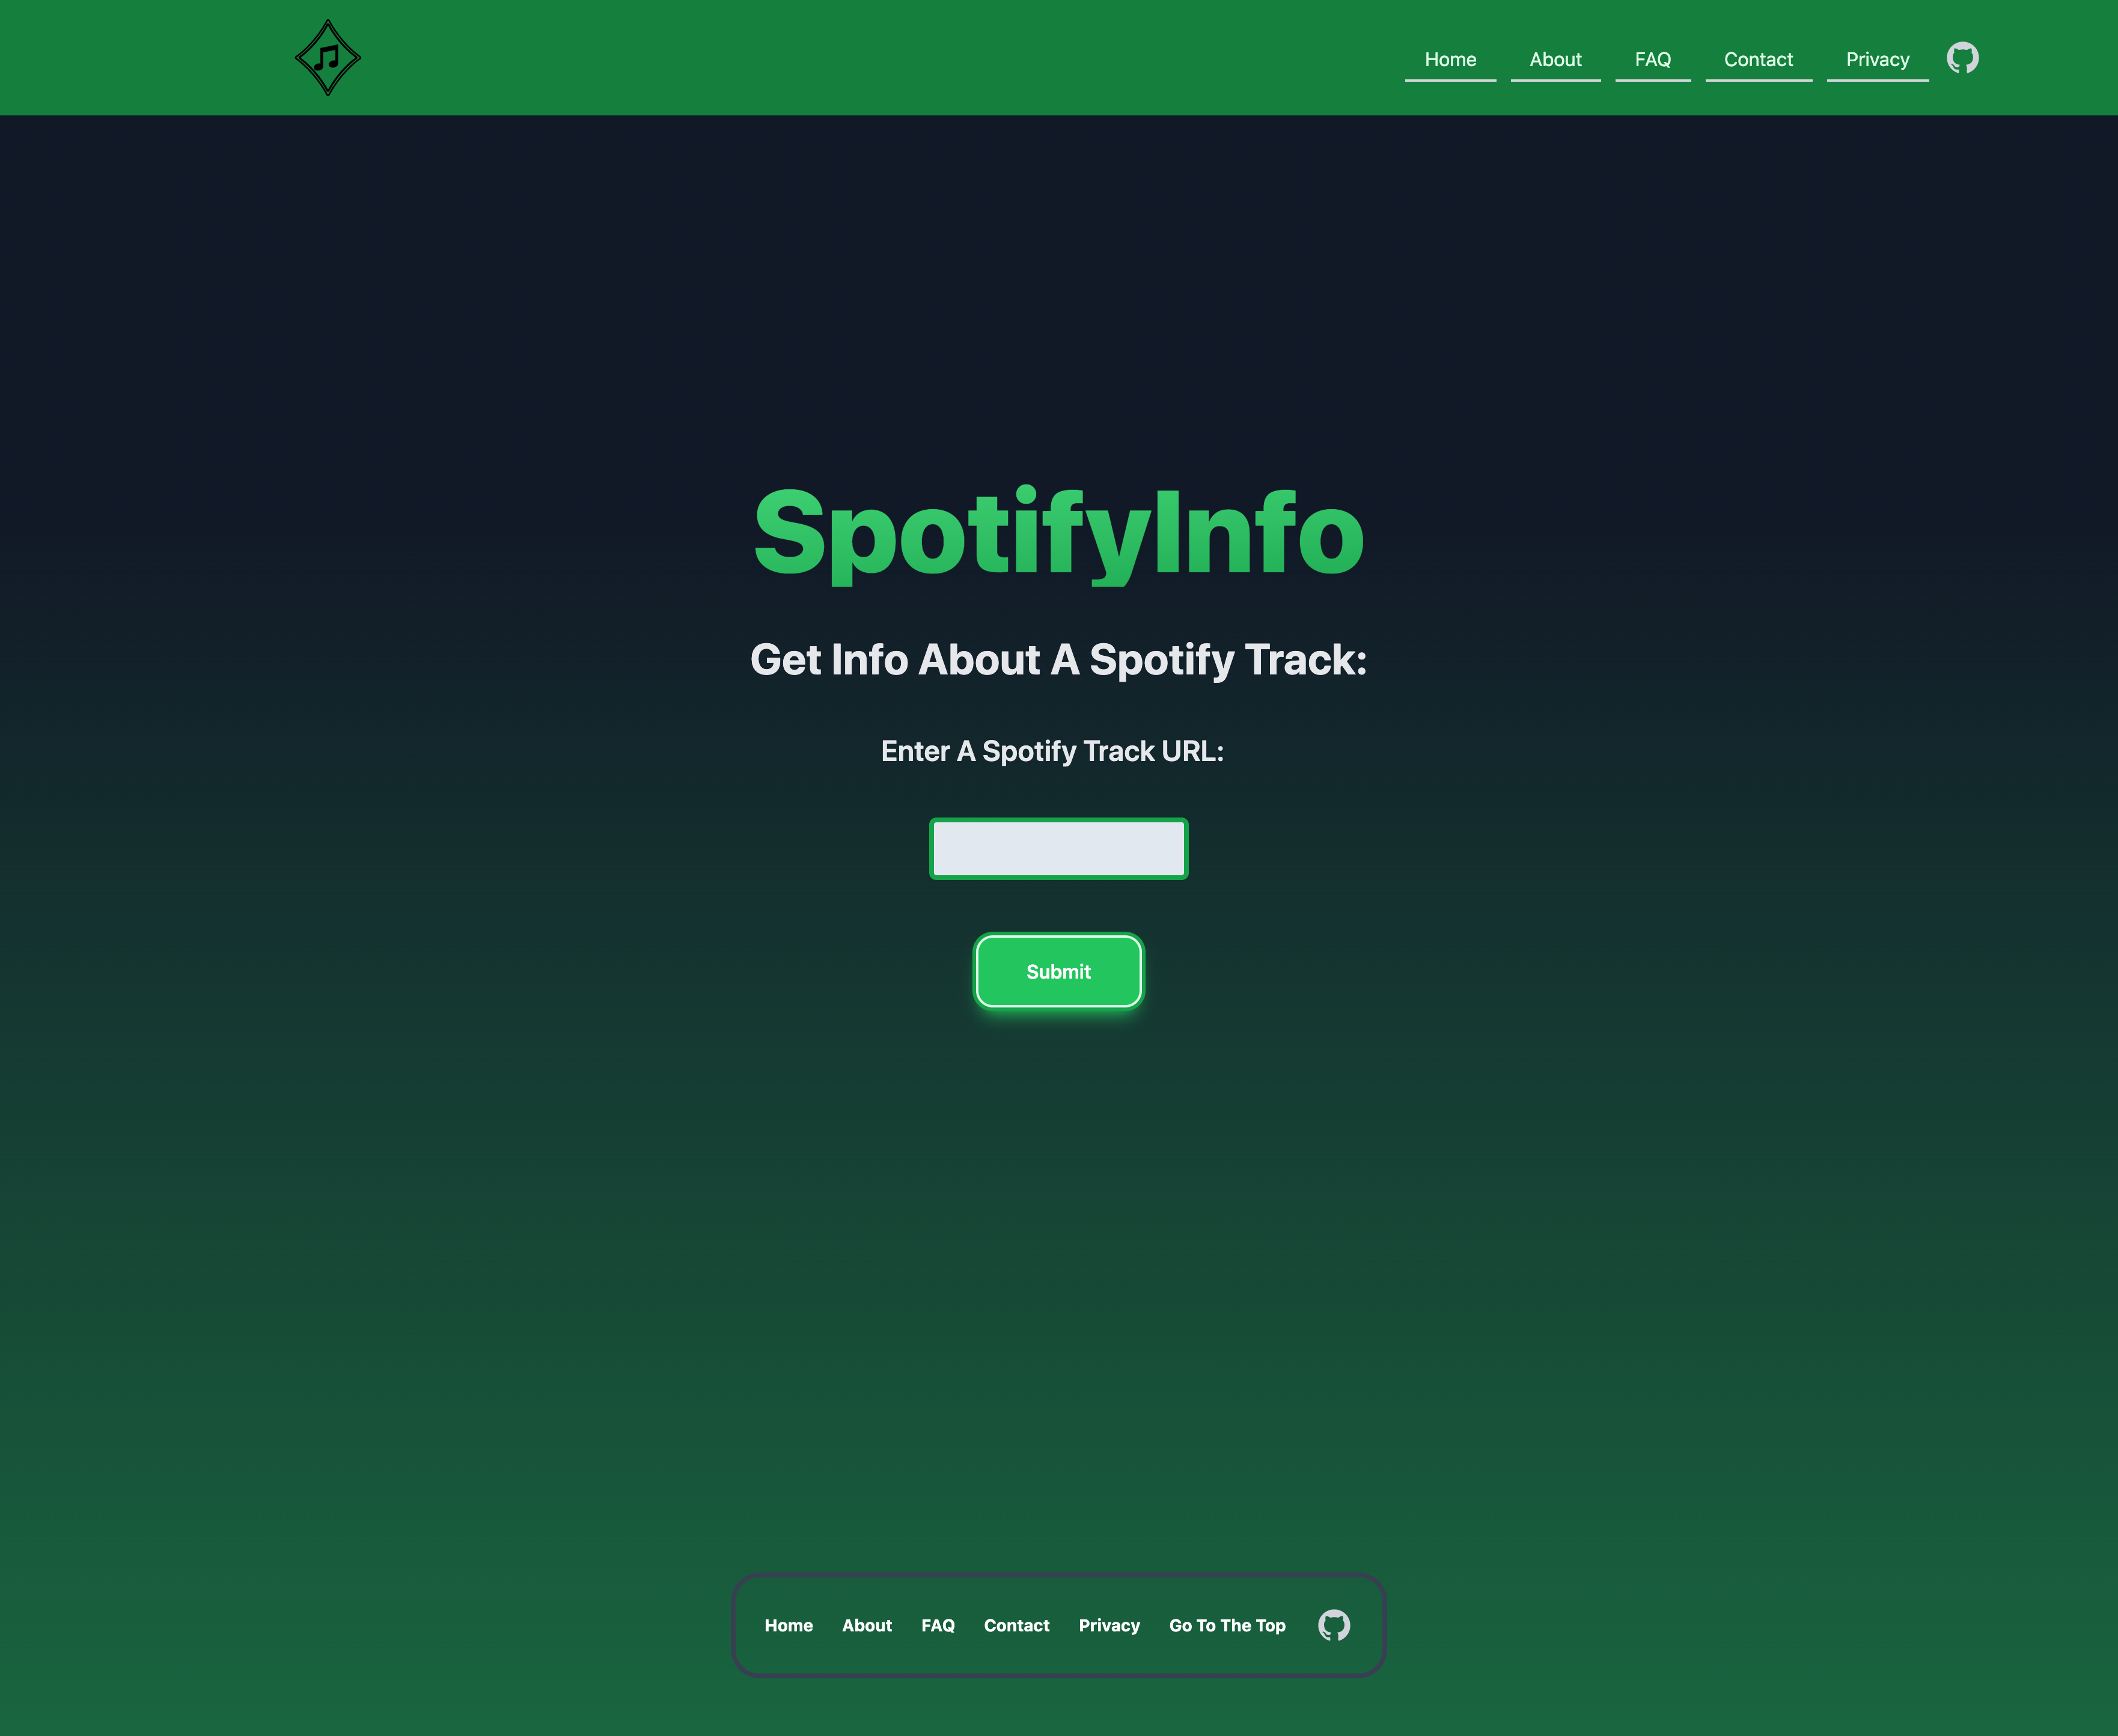 Home About FAQ Contact Privacy
SpotifyInfo
Get Info About A Spotify Track:
Enter A Spotify Track URL:
Submit
Home About FAQ Contact Privacy Go To The Top